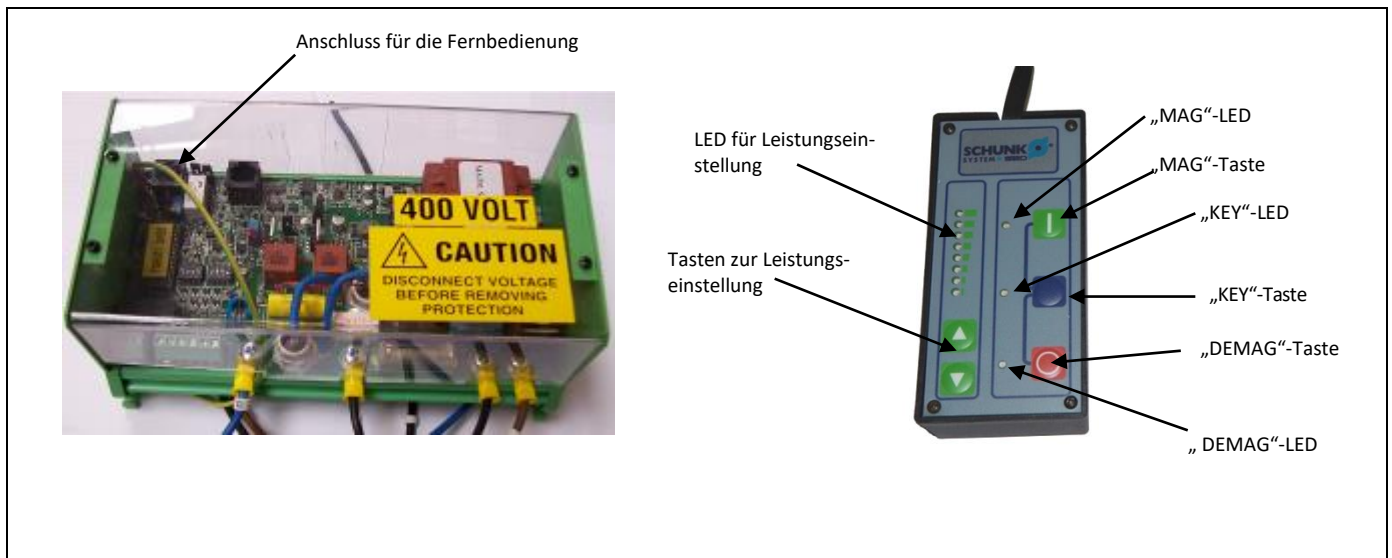 Anschluss für die Fernbedienung
400 VOLT
CAUTION
DISCONNECT VOLTAGE
BEFORE REMOVING
PROTECTION
LED für Leistungsein-
stellung
Tasten zur Leistungs-
einstellung
SCHUNK
SYSTEM
„MAG“-LED
„MAG“-Taste
„KEY“-LED
„KEY“-Taste
„DEMAG“-Taste
„ DEMAG“-LED